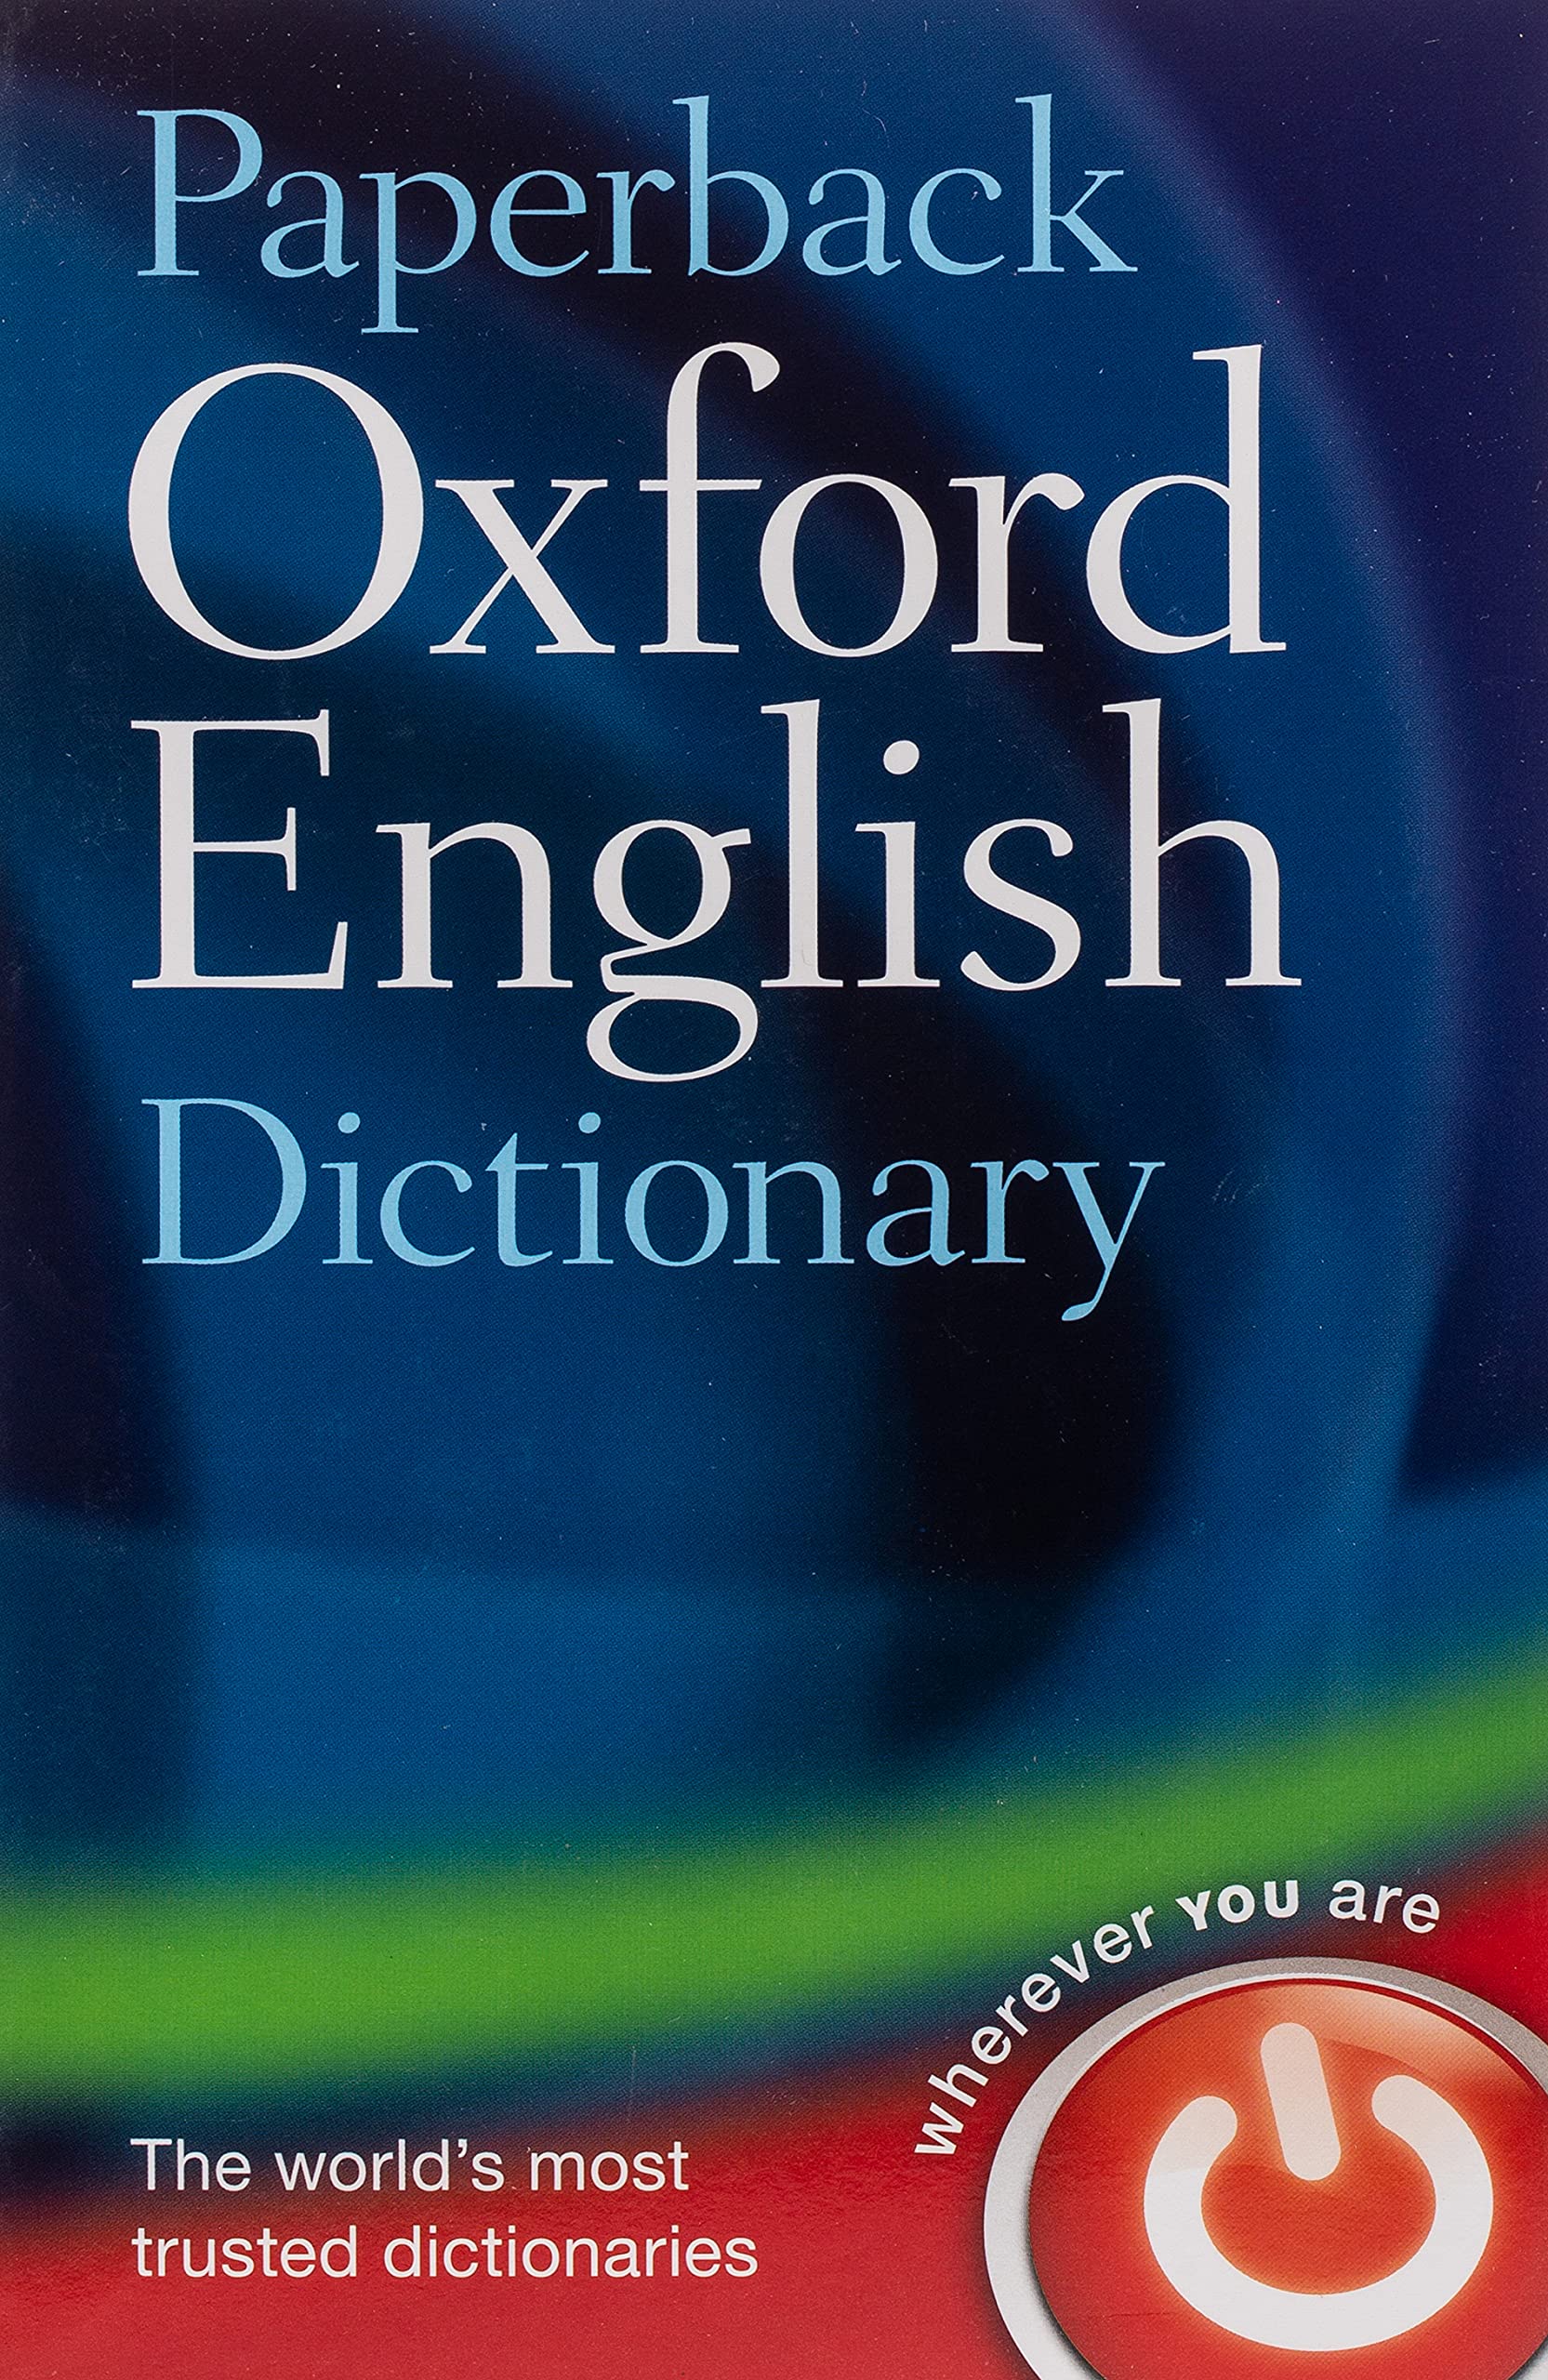 Paperback
Oxford
English
Dictionary
wherever YOU are
The world's most
trusted dictionaries